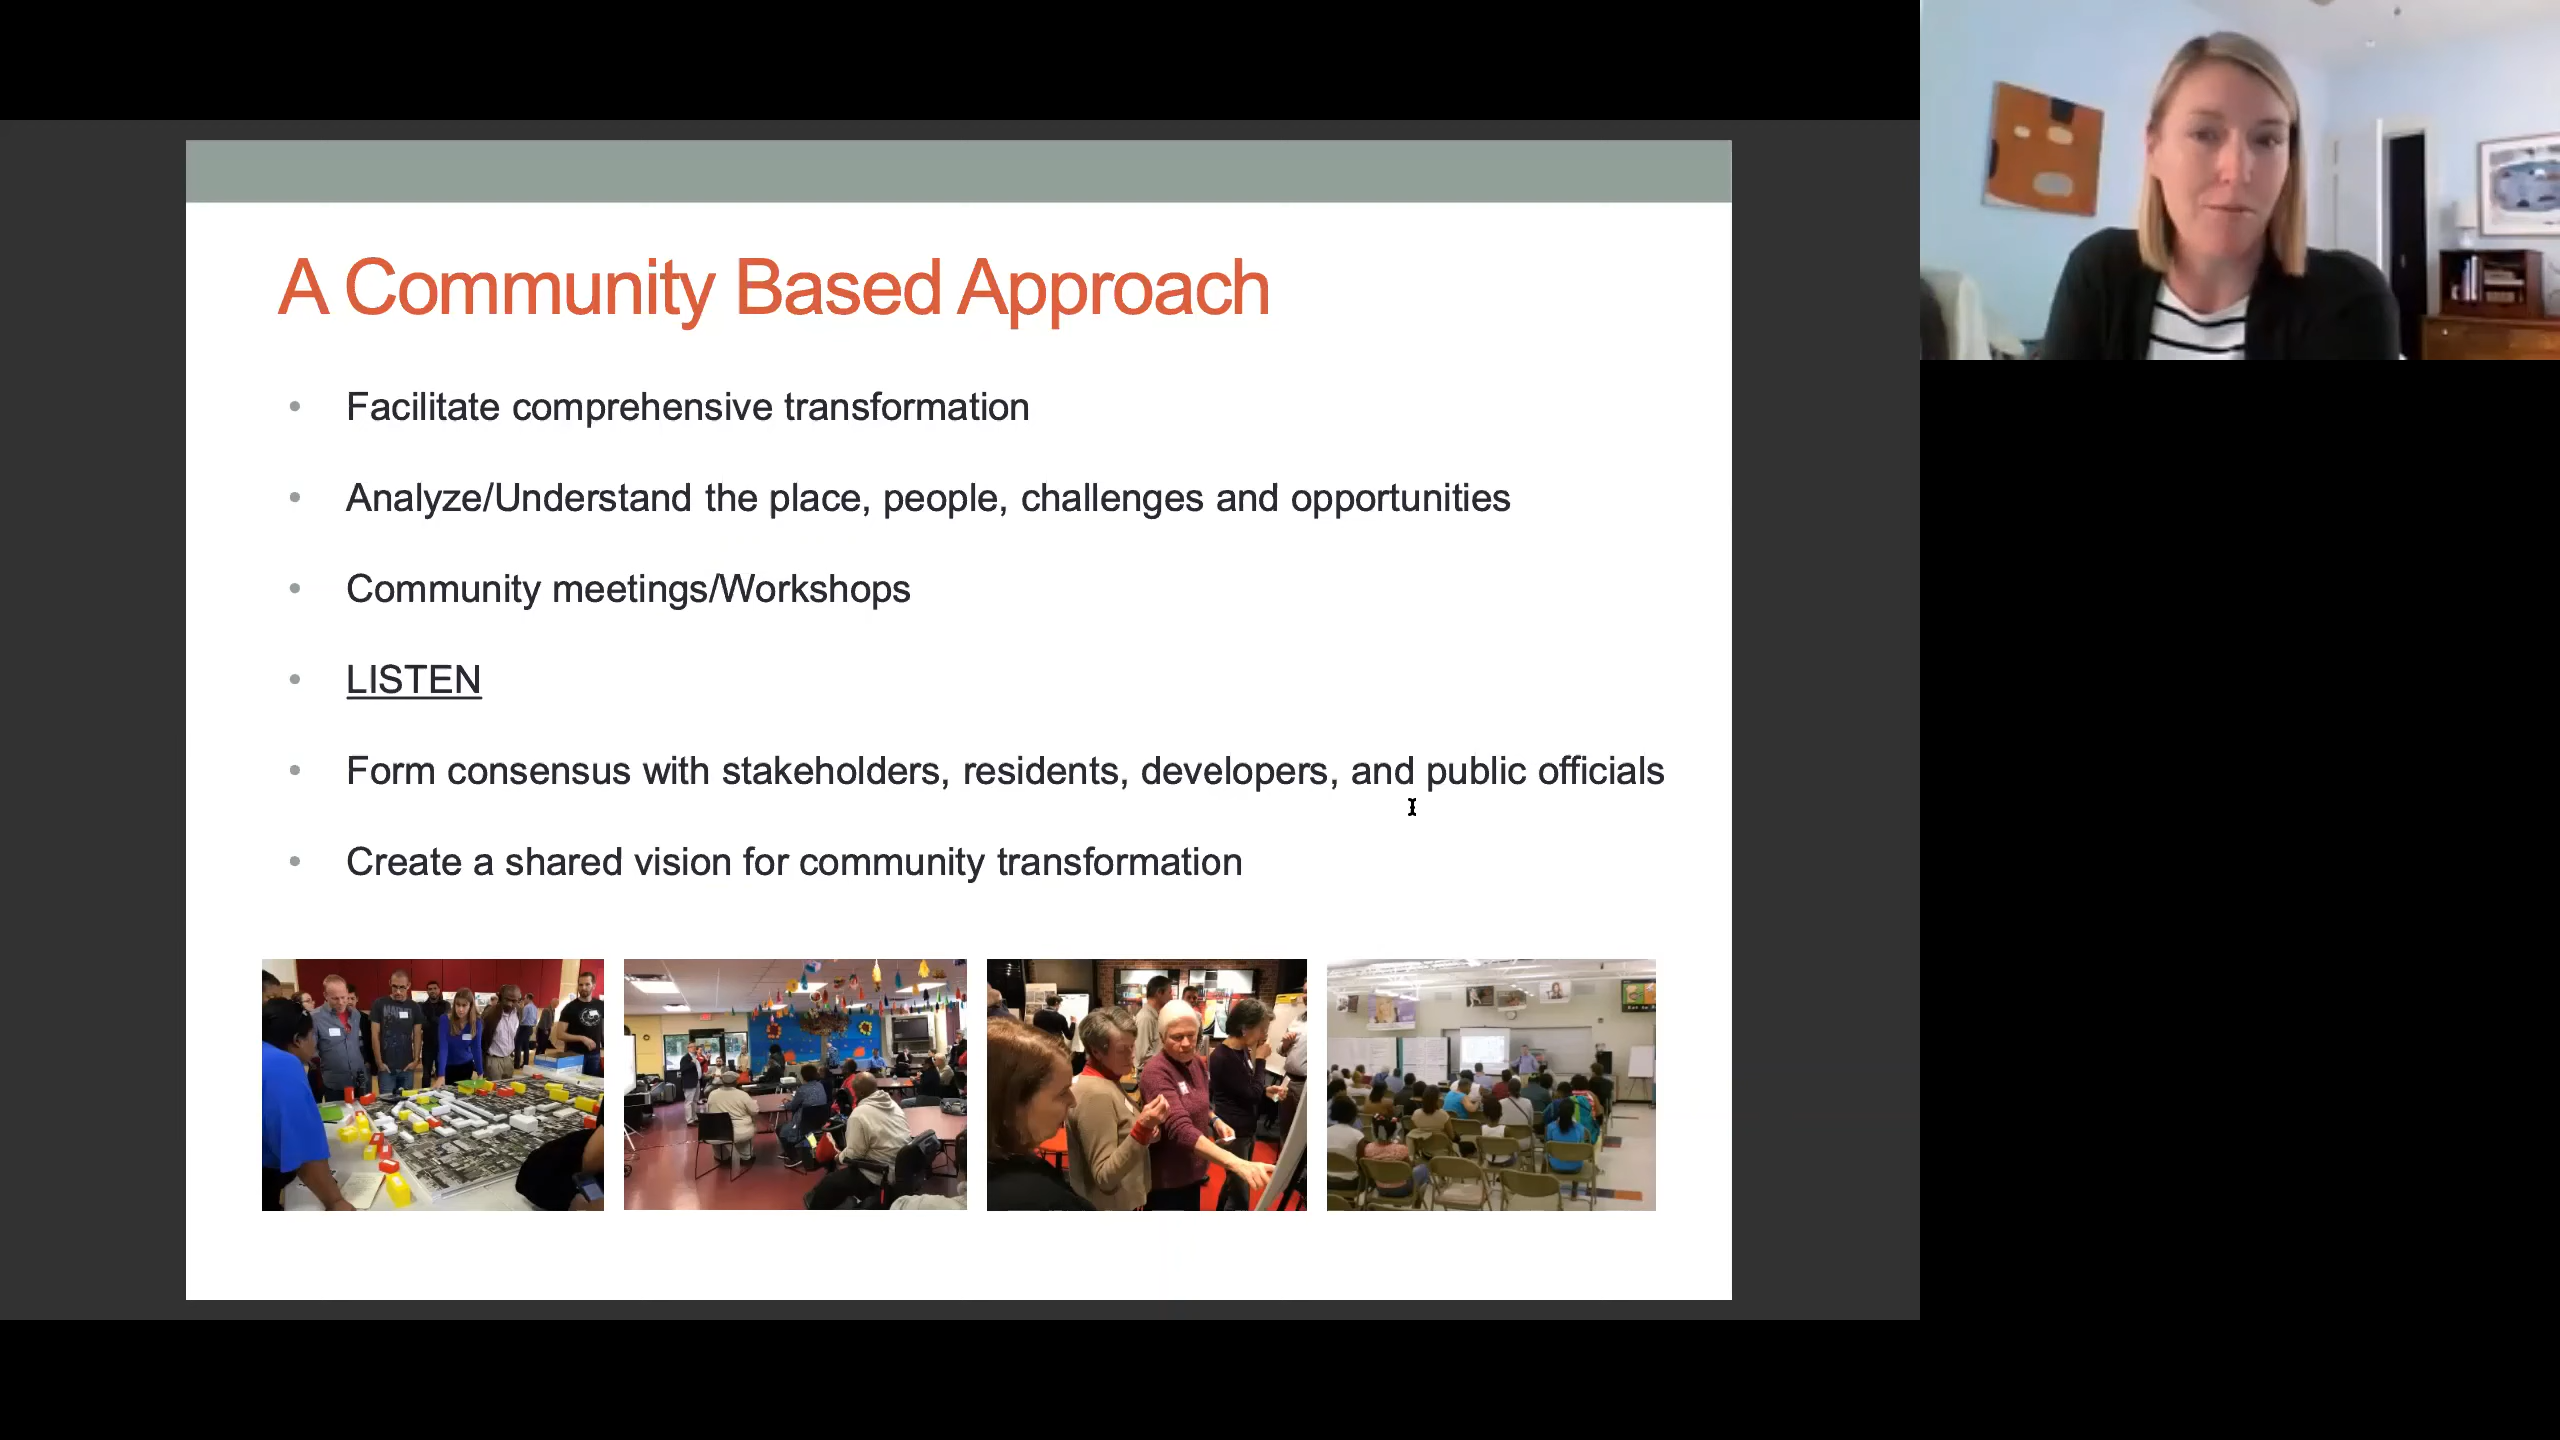 A Community Based Approach
• Facilitate comprehensive transformation
• Analyze/Understand the place, people, challenges and opportunities
• Community meetings/Workshops
• LISTEN
• Form consensus with stakeholders, residents, developers, and public officials
• Create a shared vision for community transformation